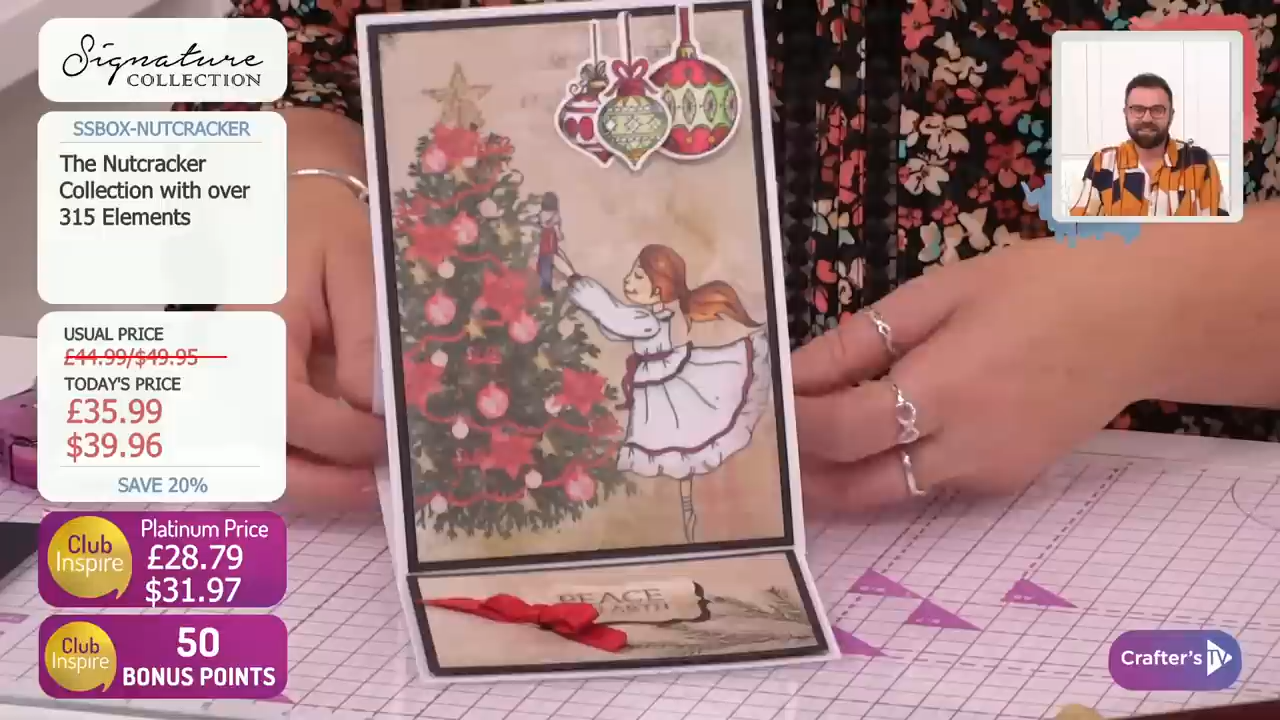 Signature
COLLECTION
SSBOX-NUTCRACKER
The Nutcracker
Collection with over
315 Elements
USUAL PRICE
£44.99/$49.95
TODAY'S PRICE
£35.99
$39.96
SAVE 20%
Club
Inspire
Platinum Price
£28.79
$31.97
Club
Inspire
50
BONUS POINTS
PEACE
EARTH
Crafter's TV